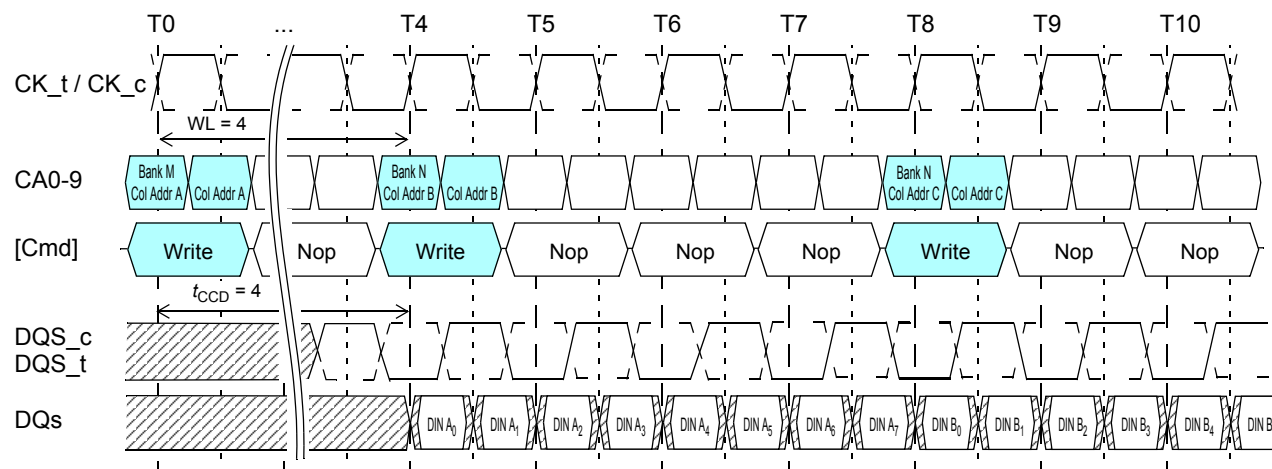 T0 ... T4 T5 T6 T7 T8 T9 T10
CK_t / CK_c
WL = 4
CA0-9
Bank M
Col Addr A
Col Addr A
Bank N
Col Addr B
Col Addr B
Bank N
Col Addr C
Col Addr C
[Cmd]
Write Nop Write Nop Nop Nop Write Nop Nop
tCCD = 4
DQS_c
DQS_t
DQs
DIN A0 DIN A1 DIN A2 DIN A3 DIN A4 DIN A5 DIN A6 DIN A7 DIN B0 DIN B1 DIN B2 DIN B3 DIN B4 DIN B